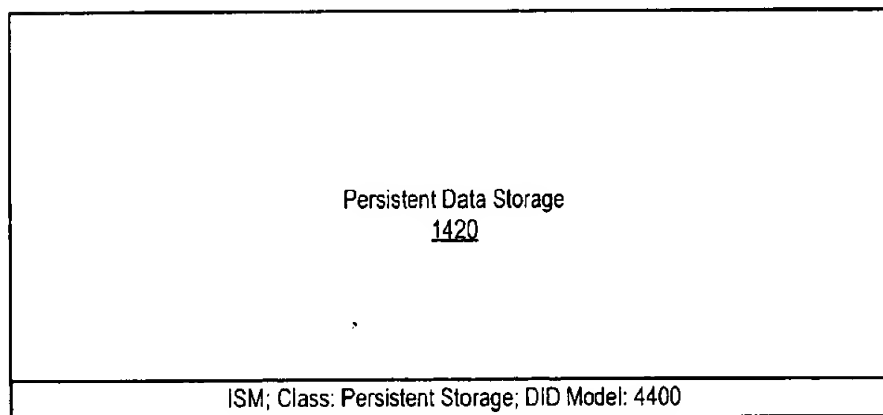 Persistent Data Storage
1420
ISM; Class: Persistent Storage; DID Model: 4400